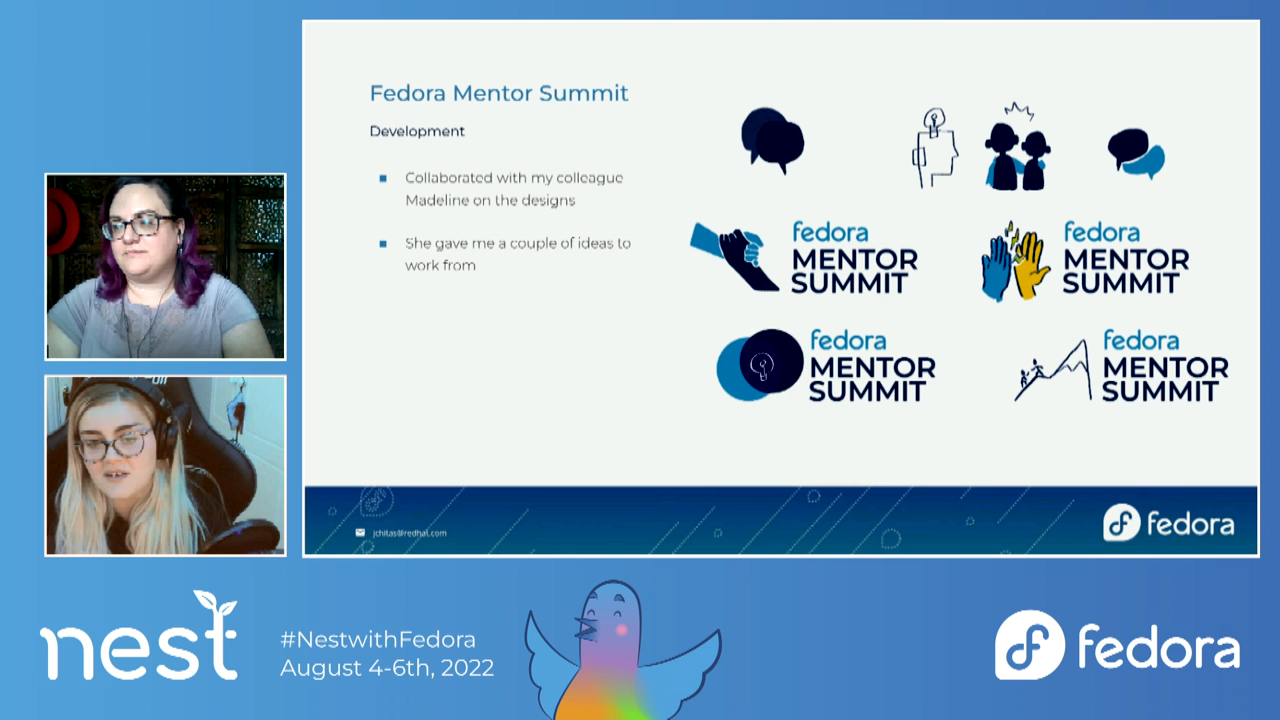 Fedora Mentor Summit
Development
Collaborated with my colleague
Madeline on the designs
She gave me a couple of ideas to
work from
fedora
MENTOR
SUMMIT
fedora
MENTOR
SUMMIT
fedora
MENTOR
SUMMIT
fedora
MENTOR
SUMMIT
jchitas@redhat.com
fedora
nest
#NestwithFedora
August 4-6th, 2022
fedora